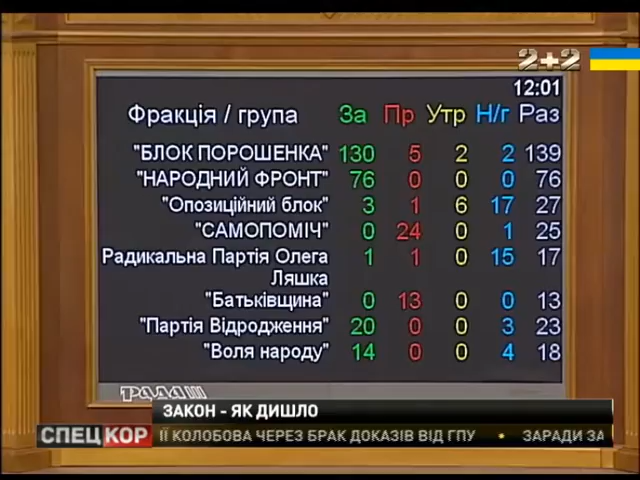 2+2
12:01
Фракція / група За Пр Утр Н/г Раз
"БЛОК ПОРОШЕНКА" 130 5 2 2 139
"НАРОДНИЙ ФРОНТ" 76 0 0 0 76
"Опозиційний блок" 3 1 6 17 27
"САМОПОМІЧ" 0 24 0 1 25
Радикальна Партія Олега
Ляшка 1 1 0 15 17
"Батьківщина" 0 13 0 0 13
"Партія Відродження" 20 0 0 3 23
"Воля народу" 14 0 0 4 18
РАДА
ЗАКОН - ЯК ДИШЛО
СПЕЦКОР ІЇ КОЛОБОВА ЧЕРЕЗ БРАК ДОКАЗІВ ВІД ГПУ • ЗАРАДИ ЗА